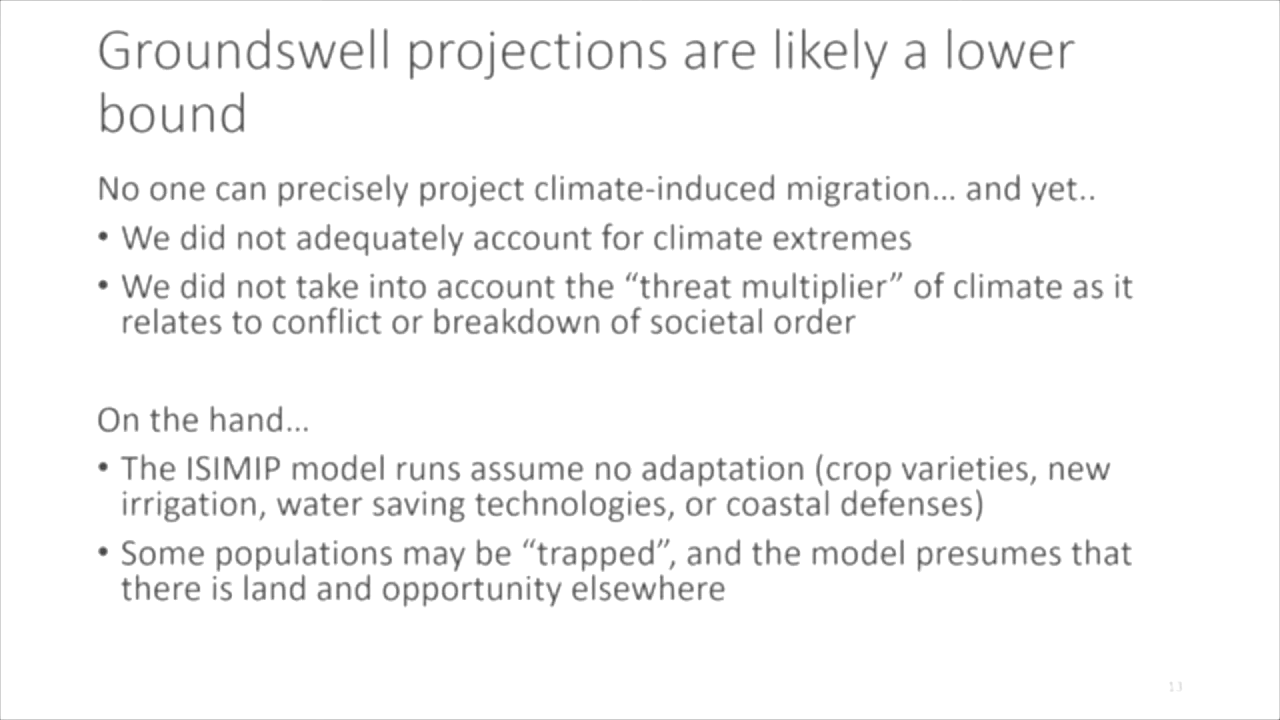 Groundswell projections are likely a lower
bound
No one can precisely project climate-induced migration... and yet..
• We did not adequately account for climate extremes
• We did not take into account the “threat multiplier” of climate as it
relates to conflict or breakdown of societal order
On the hand...
• The ISIMIP model runs assume no adaptation (crop varieties, new
irrigation, water saving technologies, or coastal defenses)
• Some populations may be “trapped”, and the model presumes that
there is land and opportunity elsewhere
13